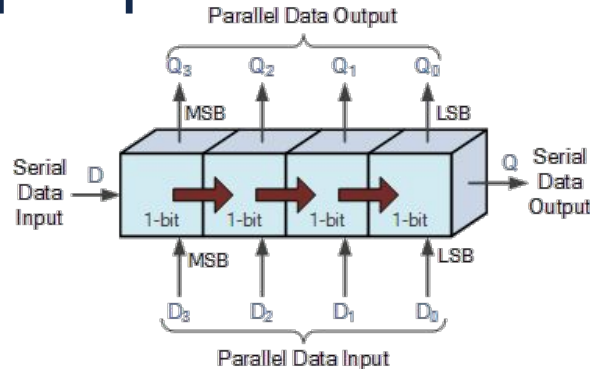 Parallel Data Output
Q3 Q2 Q1 Q0
MSB LSB
Serial Data Input
D
Q
Serial Data Output
1-bit 1-bit 1-bit 1-bit
MSB LSB
D3 D2 D1 D0
Parallel Data Input